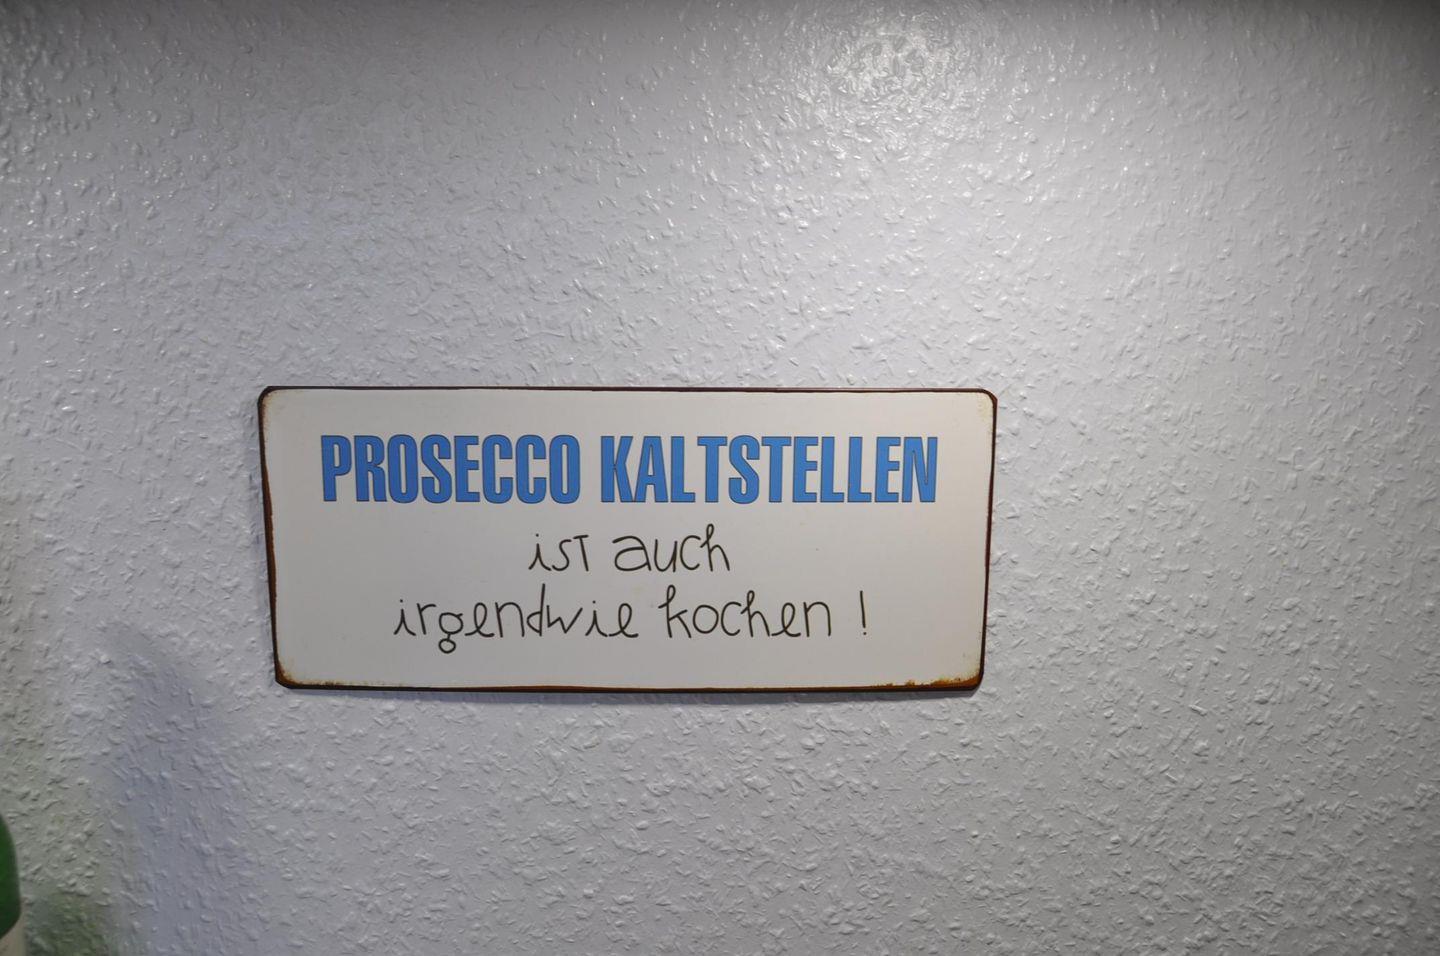 PROSECCO KALTSTELLEN
ist auch
irgendwie kochen !